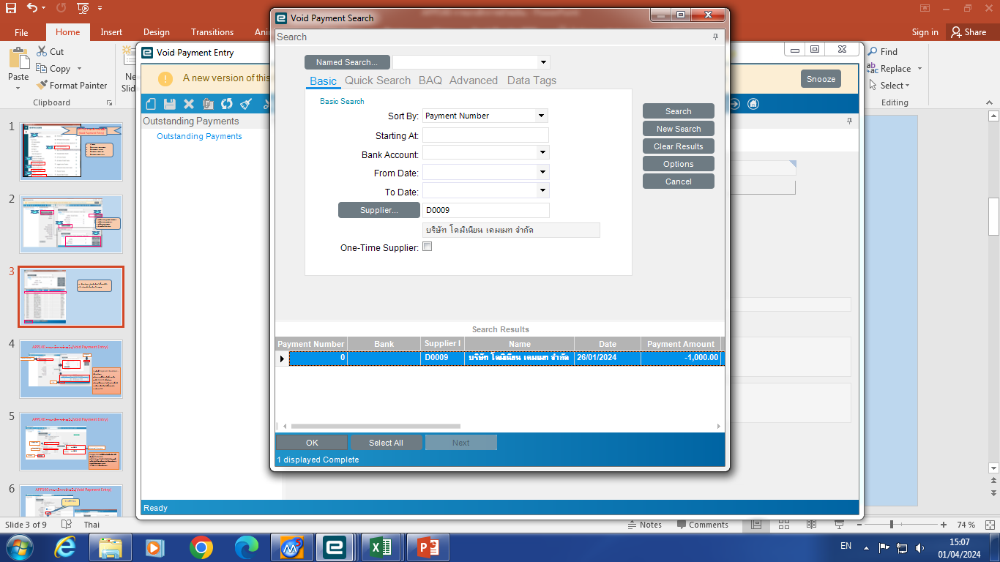 Void Payment Search
Search
File
Home
Insert
Design
Transitions
Sign in
Share
Cut
Copy
Format Painter
Paste
Clipboard
Void Payment Entry
A new version of this
Snooze
Find
Replace
Select
Editing
Outstanding Payments
Outstanding Payments
Named Search...
Basic
Quick Search
BAQ
Advanced
Data Tags
Basic Search
Sort By:
Payment Number
Starting At:
Bank Account:
From Date:
To Date:
Supplier...
D0009
บริษัท โดมิเนียน เคมเมท จำกัด
One-Time Supplier:
Search
New Search
Clear Results
Options
Cancel
Search Results
Payment Number
Bank
Supplier I
Name
Date
Payment Amount
0
D0009
บริษัท โดมิเนียน เคมเมท จำกัด
26/01/2024
-1,000.00
OK
Select All
Next
1 displayed Complete
Ready
1
2
3
4
5
6
Slide 3 of 9
Thai
Notes
Comments
74 %
EN
15:07
01/04/2024